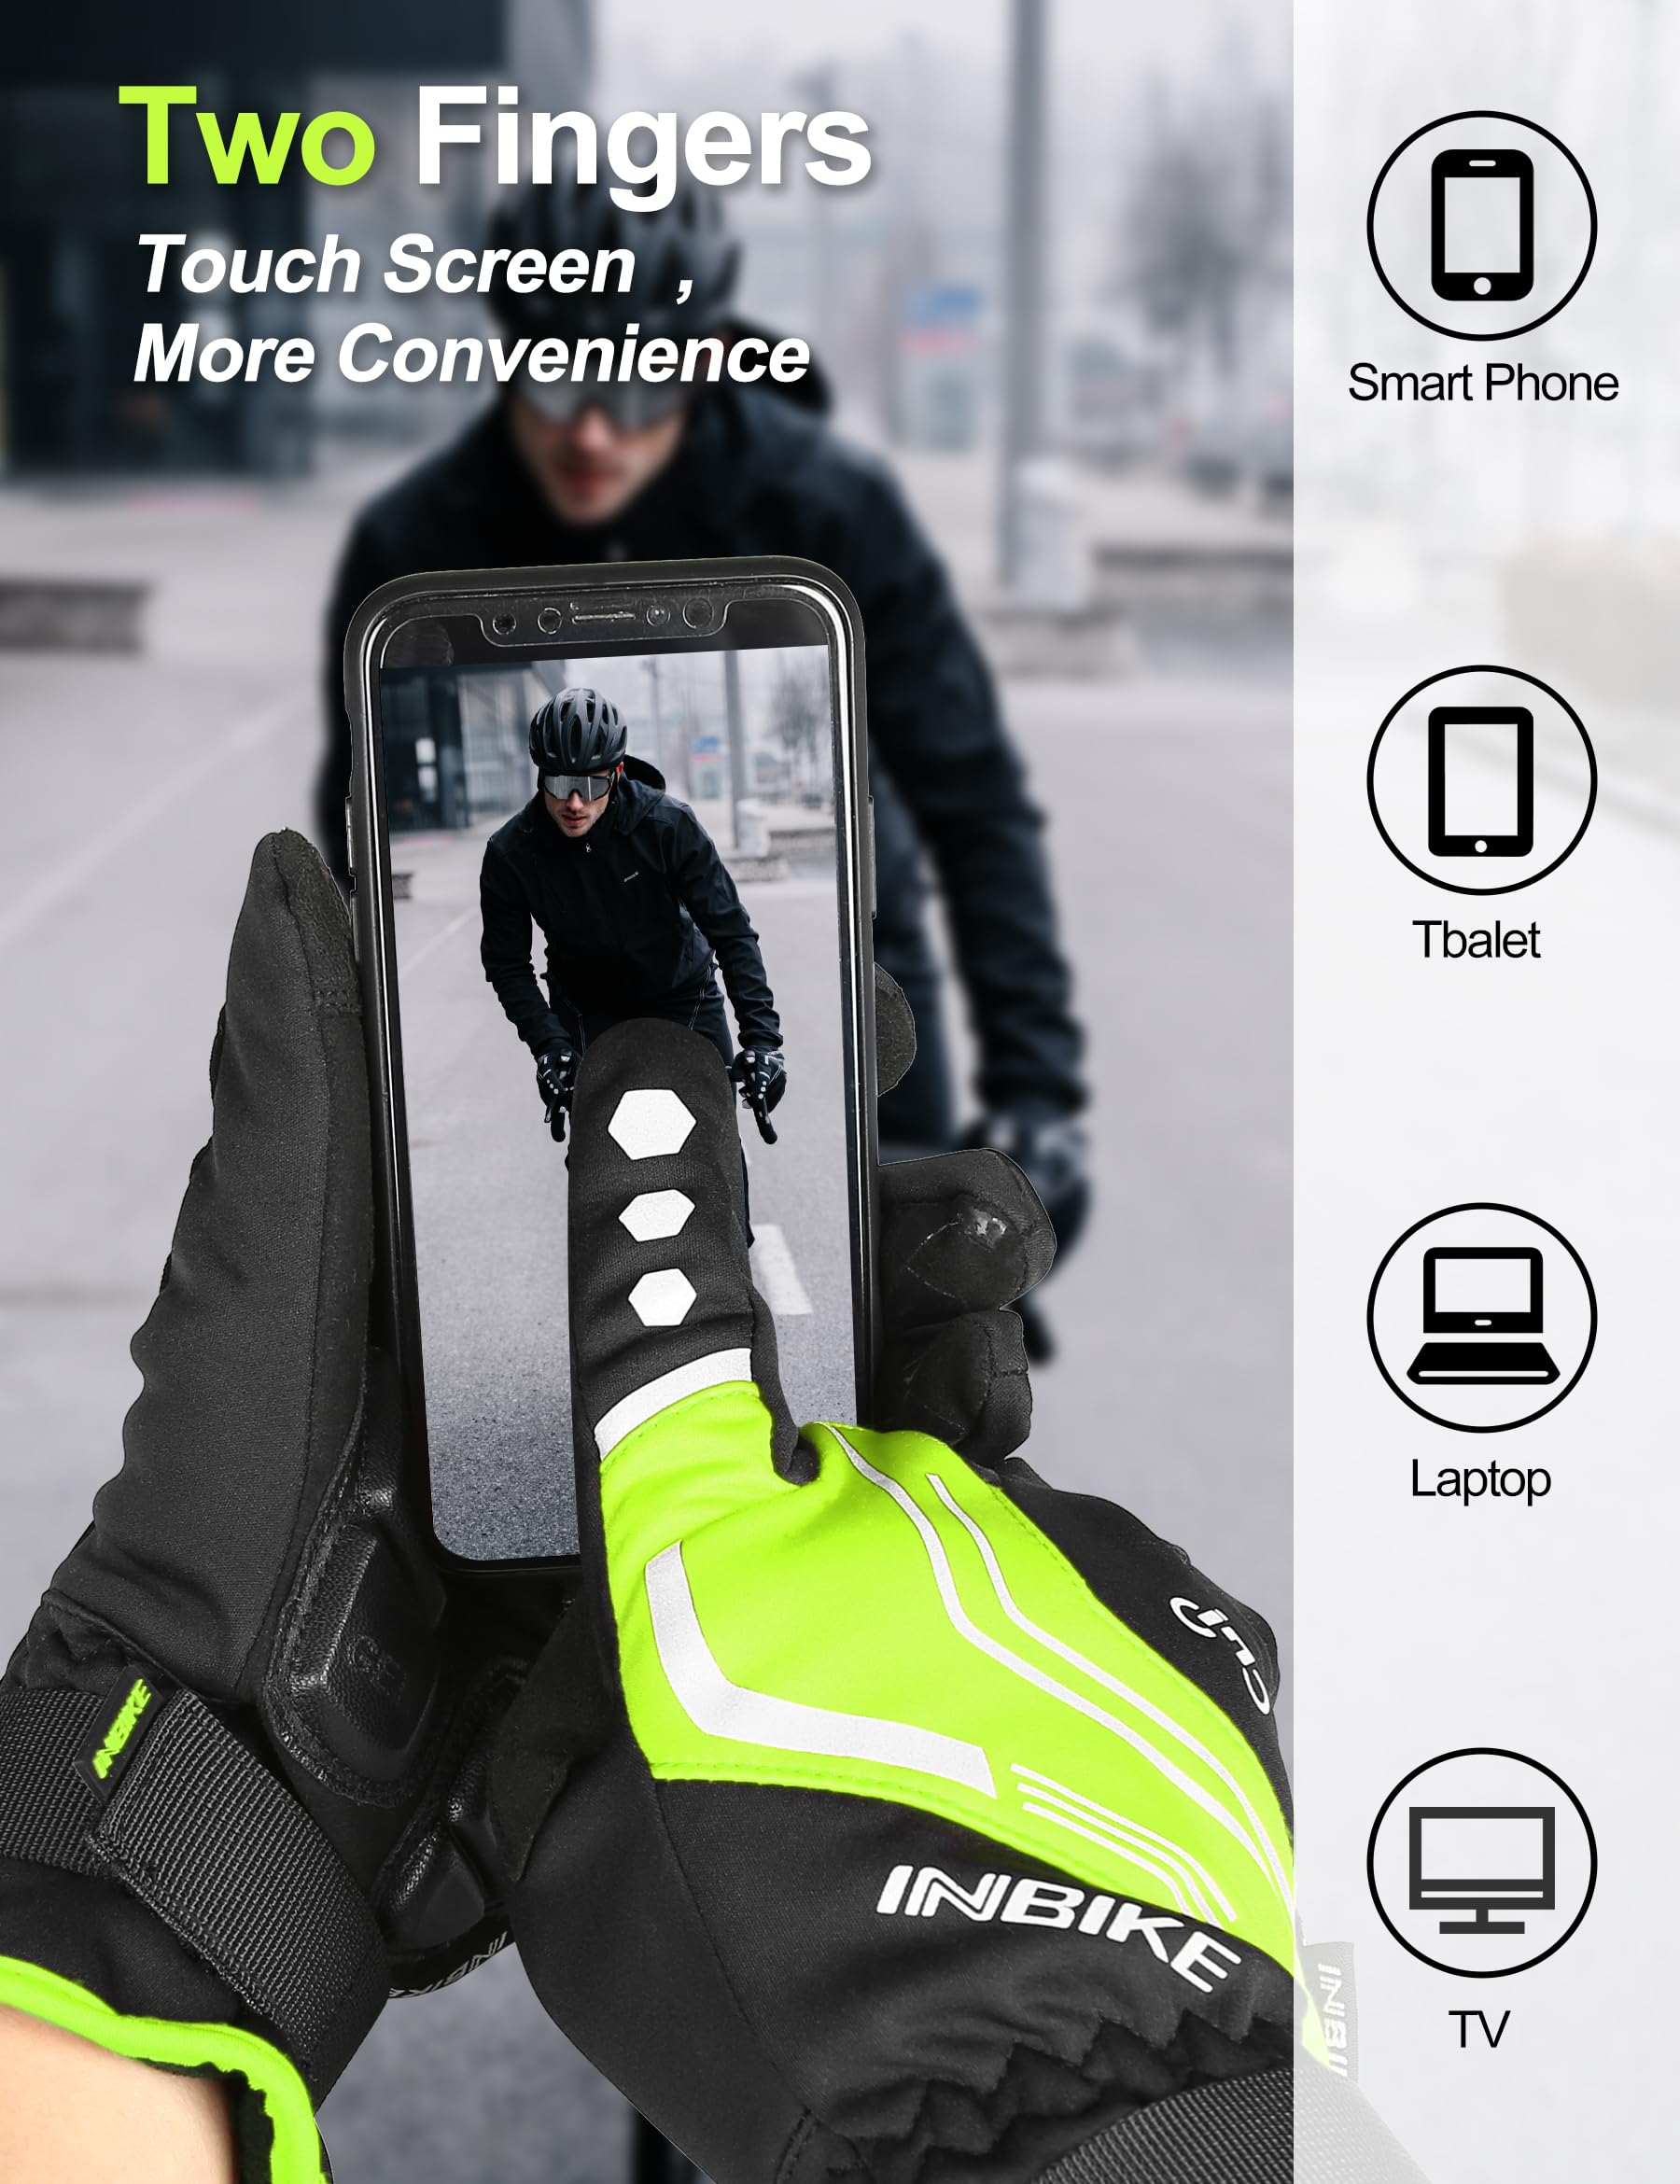 Two Fingers
Touch Screen ,
More Convenience
Smart Phone
Tbalet
Laptop
TV
INBIKE
INBIKE